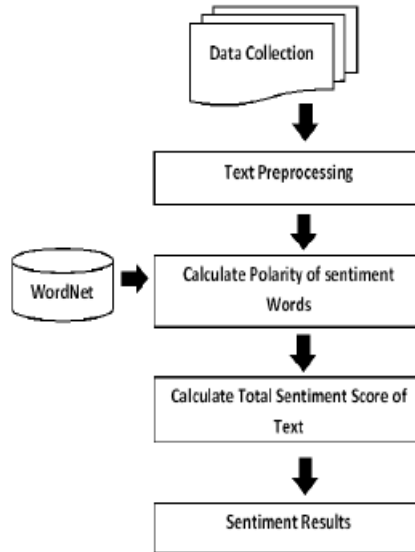 Data Collection
Text Preprocessing
WordNet
Calculate Polarity of sentiment
Words
Calculate Total Sentiment Score of
Text
Sentiment Results